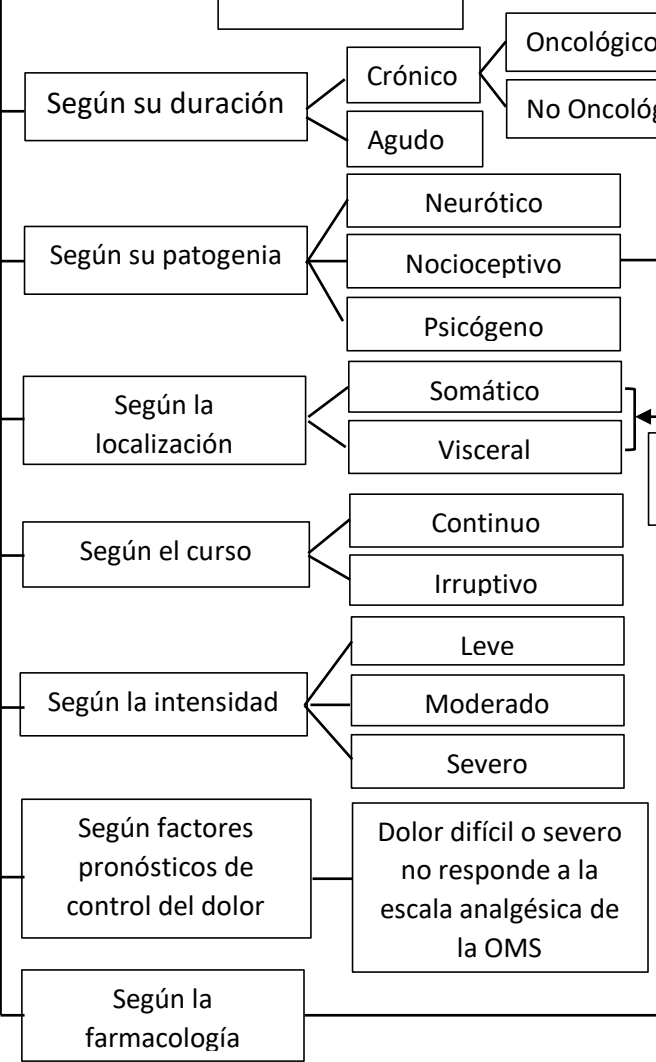 Oncológico
Crónico
No Oncológ
Según su duración
Agudo
Neurótico
Según su patogenia
Nocioceptivo
Psicógeno
Según la
localización
Somático
Visceral
Según el curso
Continuo
Irruptivo
Según la intensidad
Leve
Moderado
Severo
Según factores
pronósticos de
control del dolor
Dolor difícil o severo
no responde a la
escala analgésica de
la OMS
Según la
farmacología